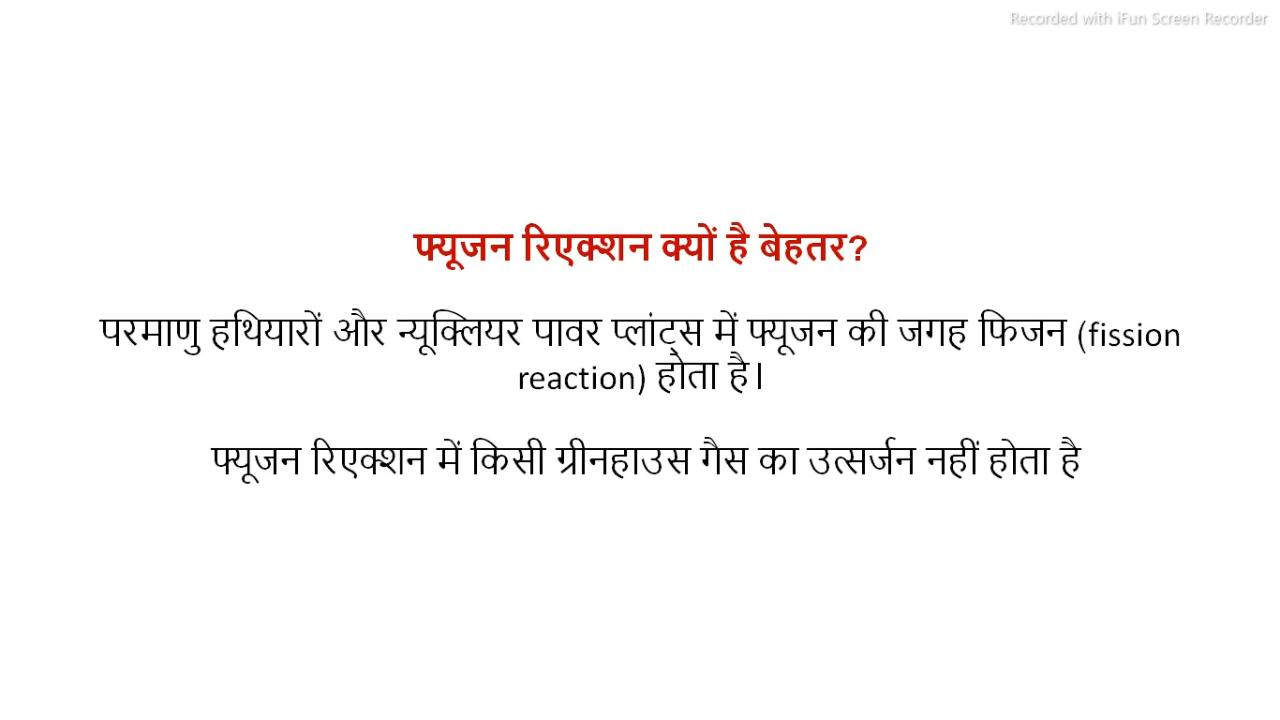 Recorded with iFun Screen Recorder
फ्यूजन रिएक्शन क्यों है बेहतर?
परमाणु हथियारों और न्यूक्लियर पावर प्लांट्स में फ्यूजन की जगह फिजन (fission
reaction) होता है।
फ्यूजन रिएक्शन में किसी ग्रीनहाउस गैस का उत्सर्जन नहीं होता है